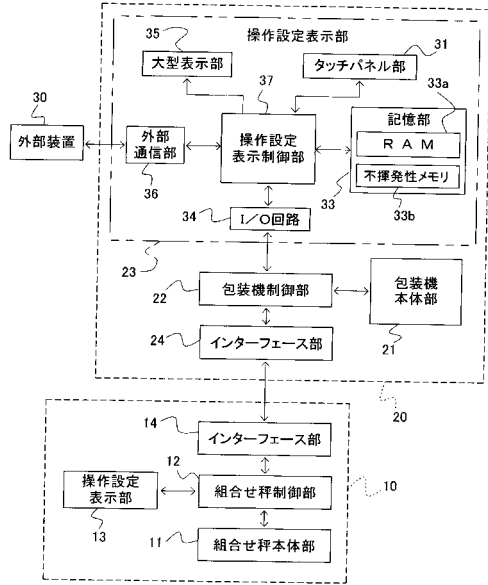 35
操作設定表示部
31
大型表示部
37
タッチパネル部
33a
30
記憶部
外部装置
外部
通信部
操作設定
表示制御部
RAM
不揮発性メモリ
36
34
33
33b
I/O回路
23
22
包装機制御部
包装機
本体部
24
インターフェース部
21
20
14
インターフェース部
12
操作設定
表示部
組合せ秤制御部
10
13
11
組合せ秤本体部